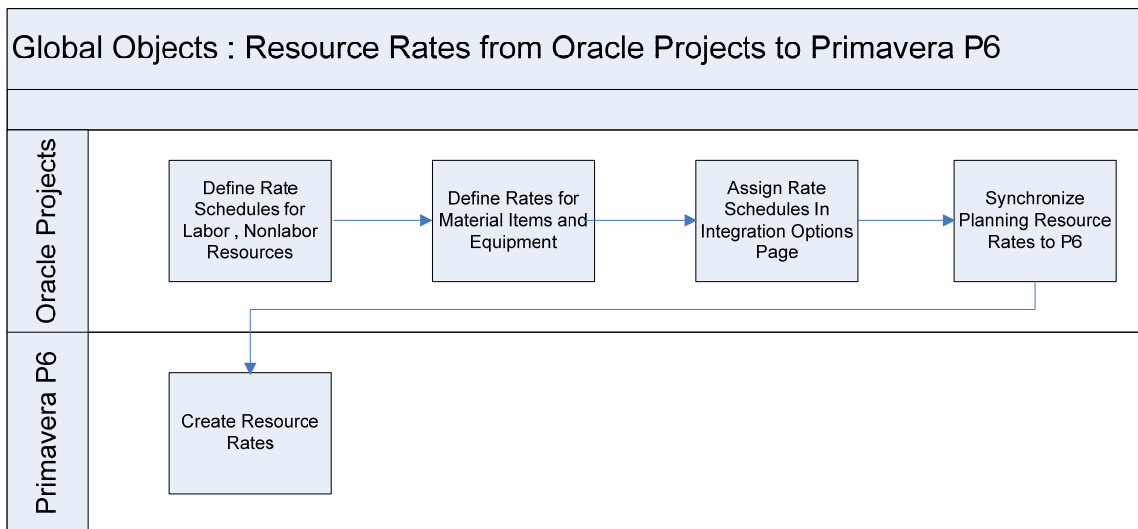 Global Objects : Resource Rates from Oracle Projects to Primavera P6
Oracle Projects
Define Rate
Schedules for
Labor , Nonlabor
Resources
Define Rates for
Material Items and
Equipment
Assign Rate
Schedules In
Integration Options
Page
Synchronize
Planning Resource
Rates to P6
Primavera P6
Create Resource
Rates